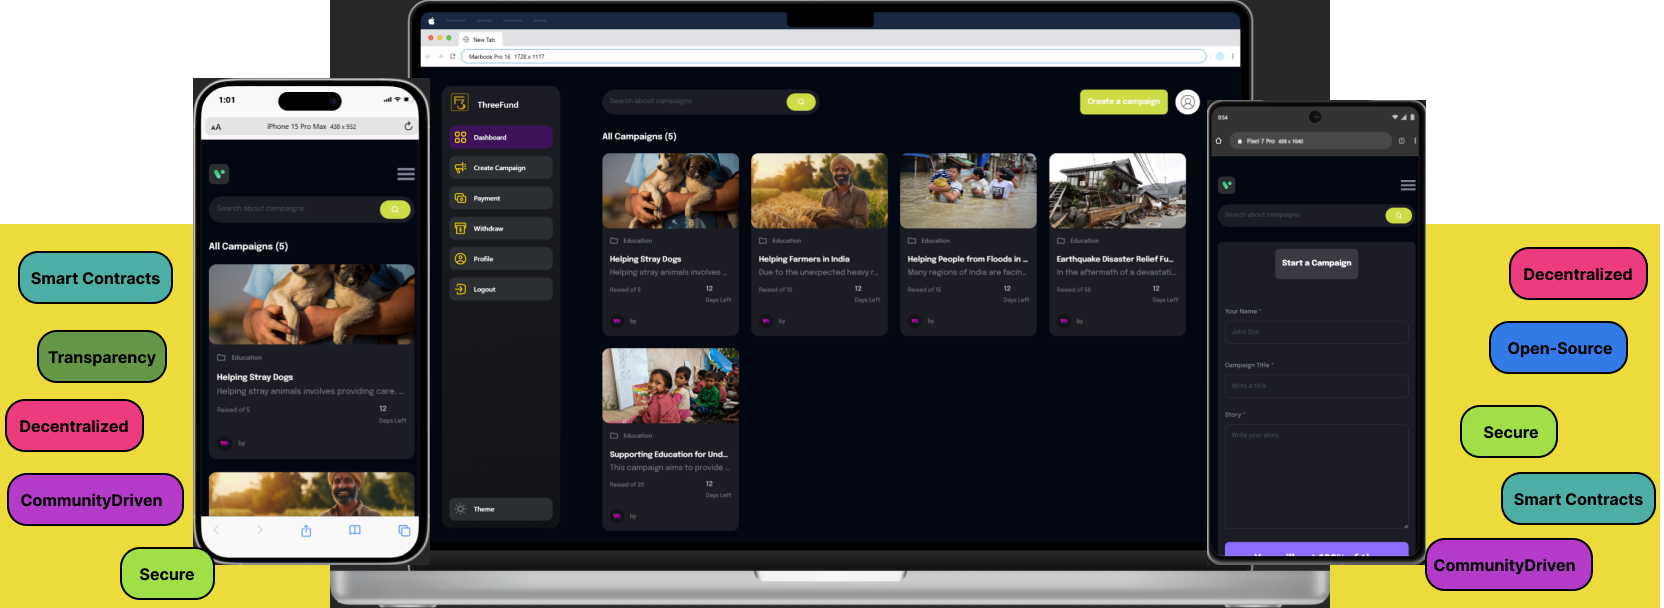 Smart Contracts
Transparency
Decentralized
CommunityDriven
Secure
1:01
AA
iPhone 15 Pro Max 438 x 932
Search about campaigns
All Campaigns (5)
Education
Helping Stray Dogs
Helping stray animals involves providing care, ...
Raised of 5
12
Days Left
by
New Tab
Macbook Pro 16 1728 x 1117
ThreeFund
Dashboard
Create Campaign
Payment
Withdraw
Profile
Logout
Theme
Search about campaigns
Create a campaign
All Campaigns (5)
Education
Helping Stray Dogs
Helping stray animals involves ...
Raised of 5
12
Days Left
by
Education
Helping Farmers in India
Due to the unexpected heavy r...
Raised of 10
12
Days Left
by
Education
Helping People from Floods in ...
Many regions of India are facin...
Raised of 15
12
Days Left
by
Education
Earthquake Disaster Relief Fu...
In the aftermath of a devastati...
Raised of 50
12
Days Left
by
Education
Supporting Education for Und...
This campaign aims to provide ...
Raised of 20
12
Days Left
by
8:54
Pixel 7 Pro
Search about campaigns
Start a Campaign
Your Name *
John Doe
Campaign Title *
Write a title
Story *
Write your story
Decentralized
Open-Source
Secure
Smart Contracts
CommunityDriven